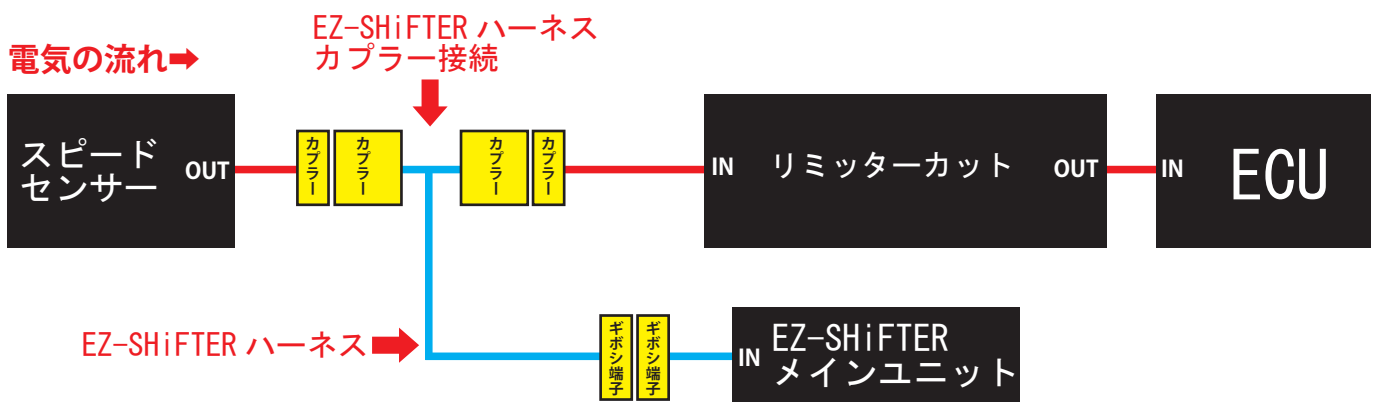 EZ-SHiFTER ハーネス
カプラー接続
電気の流れ➡
スピード
センサー
OUT
カプラー
カプラー
カプラー
カプラー
IN
リミッターカット
OUT
IN
ECU
EZ-SHiFTER ハーネス
ギボシ端子
ギボシ端子
IN
EZ-SHiFTER
メインユニット